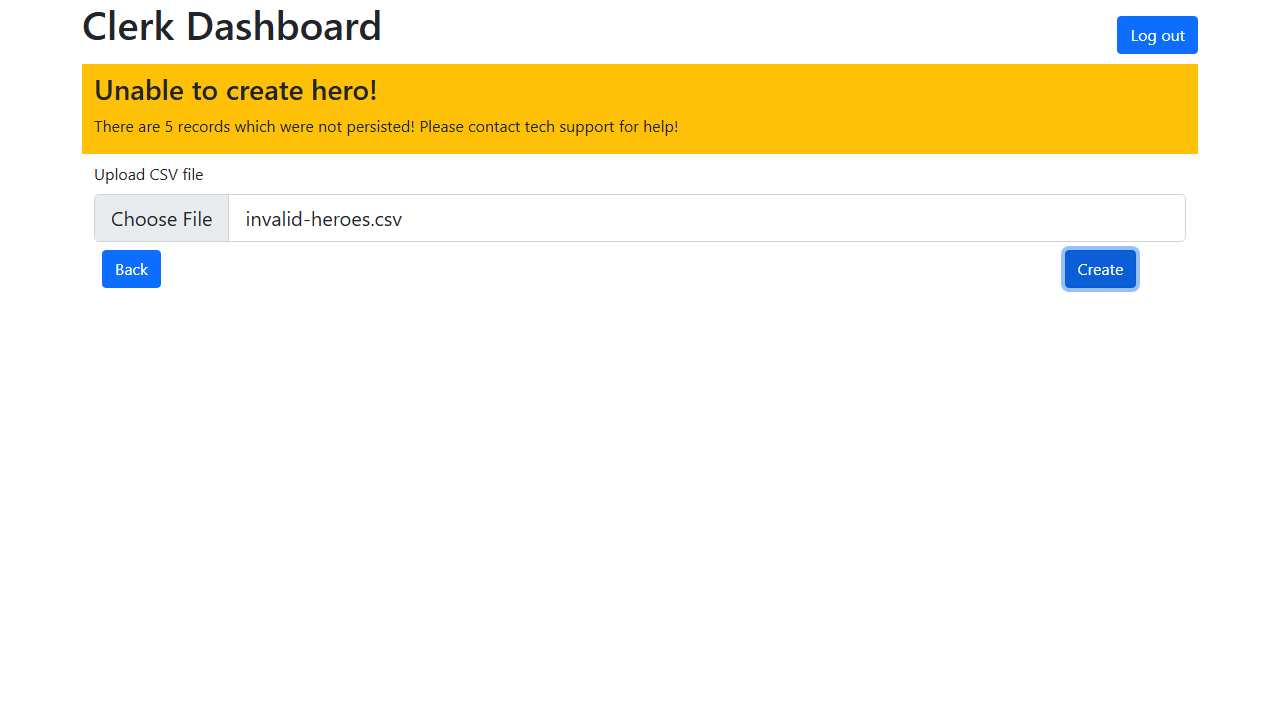 Clerk Dashboard
Log out
Unable to create hero!
There are 5 records which were not persisted! Please contact tech support for help!
Upload CSV file
Choose File invalid-heroes.csv
Back
Create